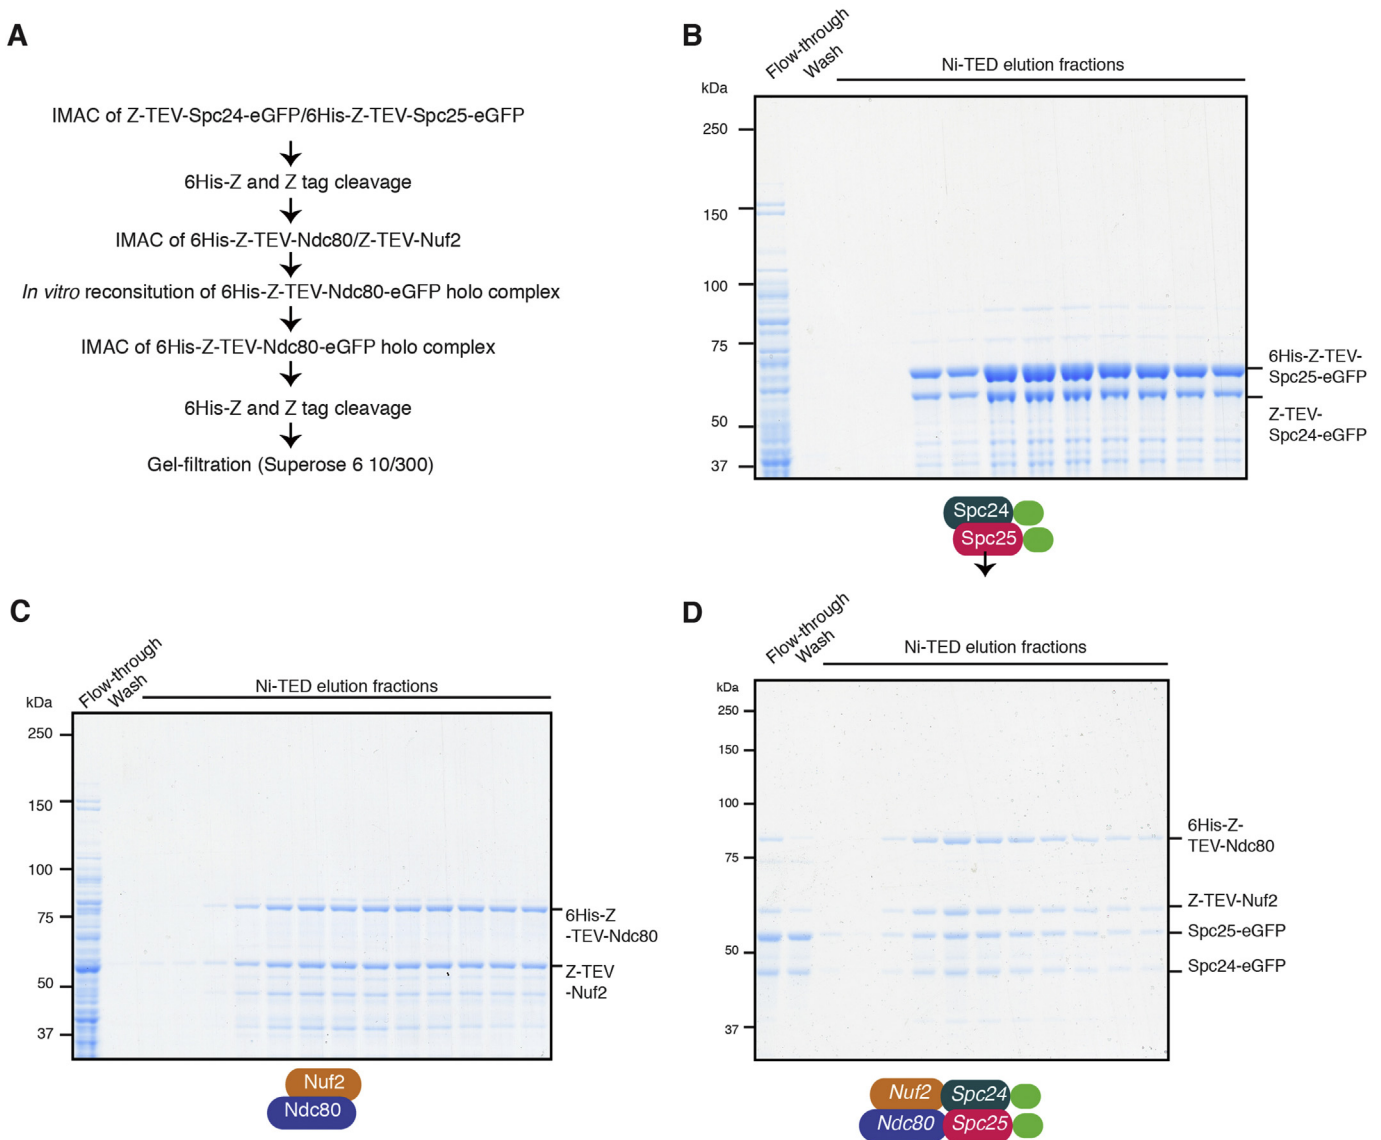 A
IMAC of Z-TEV-Spc24-eGFP/6His-Z-TEV-Spc25-eGFP
6His-Z and Z tag cleavage
IMAC of 6His-Z-TEV-Ndc80/Z-TEV-Nuf2
In vitro reconsitution of 6His-Z-TEV-Ndc80-eGFP holo complex
IMAC of 6His-Z-TEV-Ndc80-eGFP holo complex
6His-Z and Z tag cleavage
Gel-filtration (Superose 6 10/300)
B
Flow-through
Wash
Ni-TED elution fractions
kDa
250
150
100
75
50
37
6His-Z-TEV-
Spc25-eGFP
Z-TEV-
Spc24-eGFP
Spc24
Spc25
C
Flow-through
Wash
Ni-TED elution fractions
kDa
250
150
100
75
50
37
6His-Z
-TEV-Ndc80
Z-TEV
-Nuf2
Nuf2
Ndc80
D
Flow-through
Wash
Ni-TED elution fractions
kDa
250
150
100
75
50
37
6His-Z-
TEV-Ndc80
Z-TEV-Nuf2
Spc25-eGFP
Spc24-eGFP
Nuf2 Spc24
Ndc80 Spc25